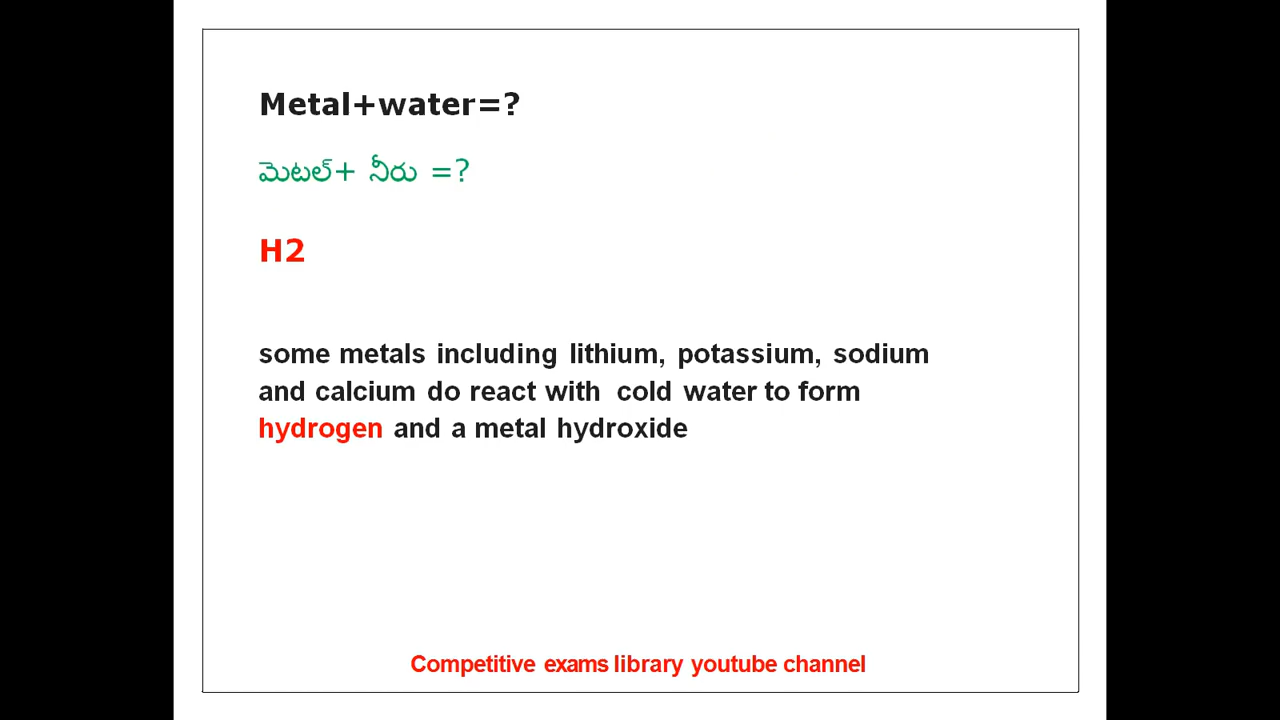 Metal+water=?
మెటల్+ నీరు =?
H2
some metals including lithium, potassium, sodium
and calcium do react with cold water to form
hydrogen and a metal hydroxide
Competitive exams library youtube channel